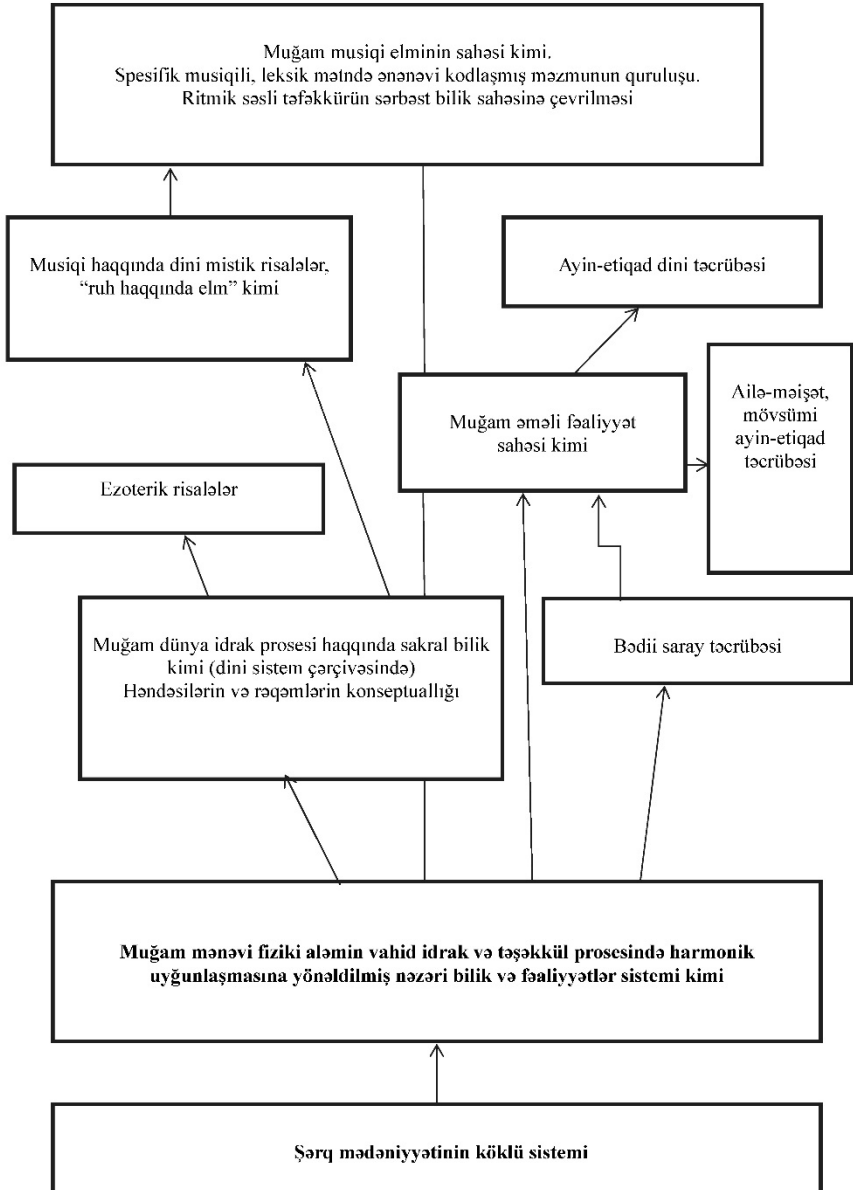 Muğam musiqi elminin sahəsi kimi.
Spesifik musiqili, leksik mətndə ənənəvi kodlaşmış məzmunun quruluşu.
Ritmik səsli təfəkkürün sərbəst bilik sahəsinə çevrilməsi
Musiqi haqqında dini mistik risalələr,
“ruh haqqında elm” kimi
Ayin-etiqad dini təcrübəsi
Muğam əməli fəaliyyət
sahəsi kimi
Ailə-məişət,
mövsümi
ayin-etiqad
təcrübəsi
Ezoterik risalələr
Muğam dünya idrak prosesi haqqında sakral bilik
kimi (dini sistem çərçivəsində)
Həndəsilərin və rəqəmlərin konseptuallığı
Bədii saray təcrübəsi
Muğam mənəvi fiziki aləmin vahid idrak və təşəkkül prosesində harmonik
uyğunlaşmasına yönəldilmiş nəzəri bilik və fəaliyyətlər sistemi kimi
Şərq mədəniyyətinin köklü sistemi